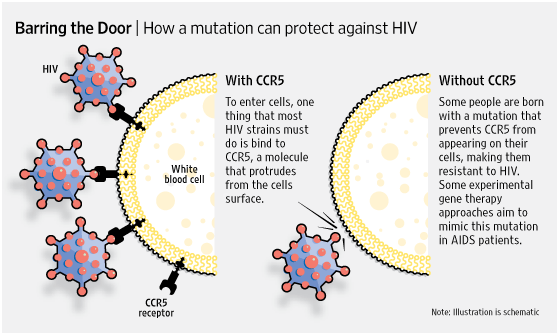 Barring the Door | How a mutation can protect against HIV
HIV
White
blood cell
CCR5
receptor
With CCR5
To enter cells, one
thing that most
HIV strains must
do is bind to
CCR5, a molecule
that protrudes
from the cells
surface.
Without CCR5
Some people are born
with a mutation that
prevents CCR5 from
appearing on their
cells, making them
resistant to HIV.
Some experimental
gene therapy
approaches aim to
mimic this mutation
in AIDS patients.
Note: Illustration is schematic